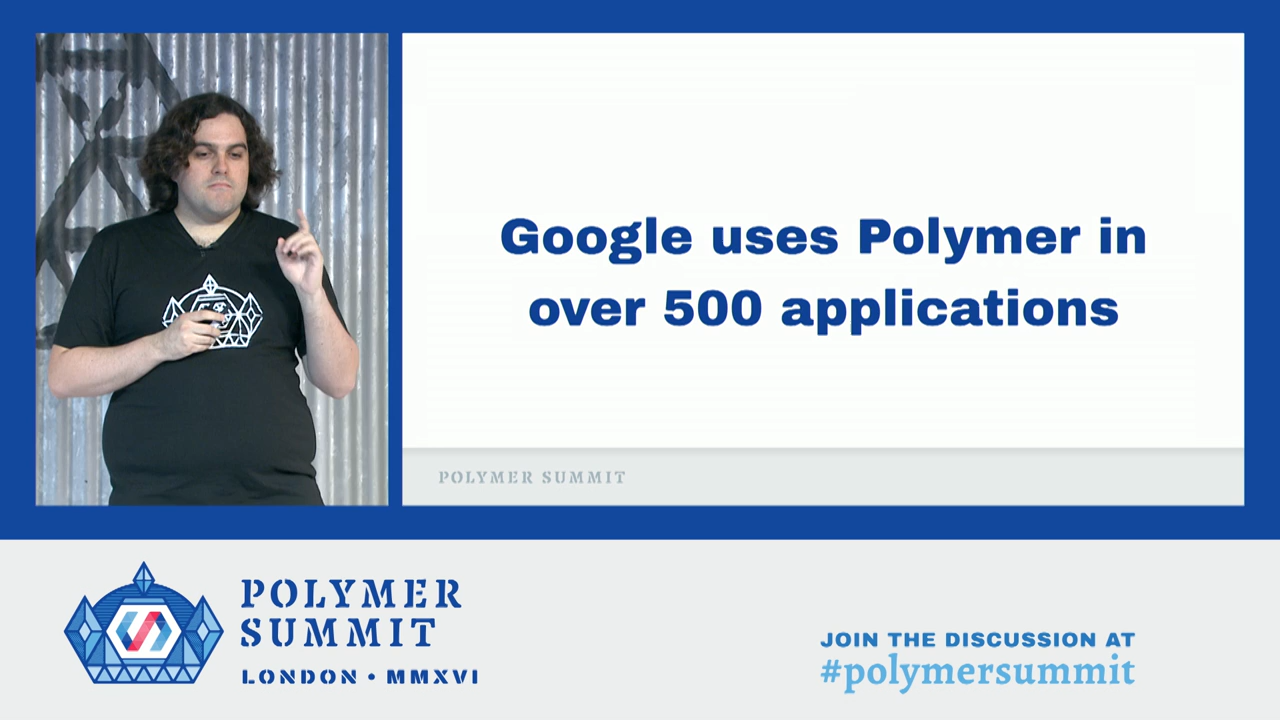 Google uses Polymer in
over 500 applications
POLYMER SUMMIT
POLYMER
SUMMIT
LONDON • MMXVI
JOIN THE DISCUSSION AT
#polymersummit